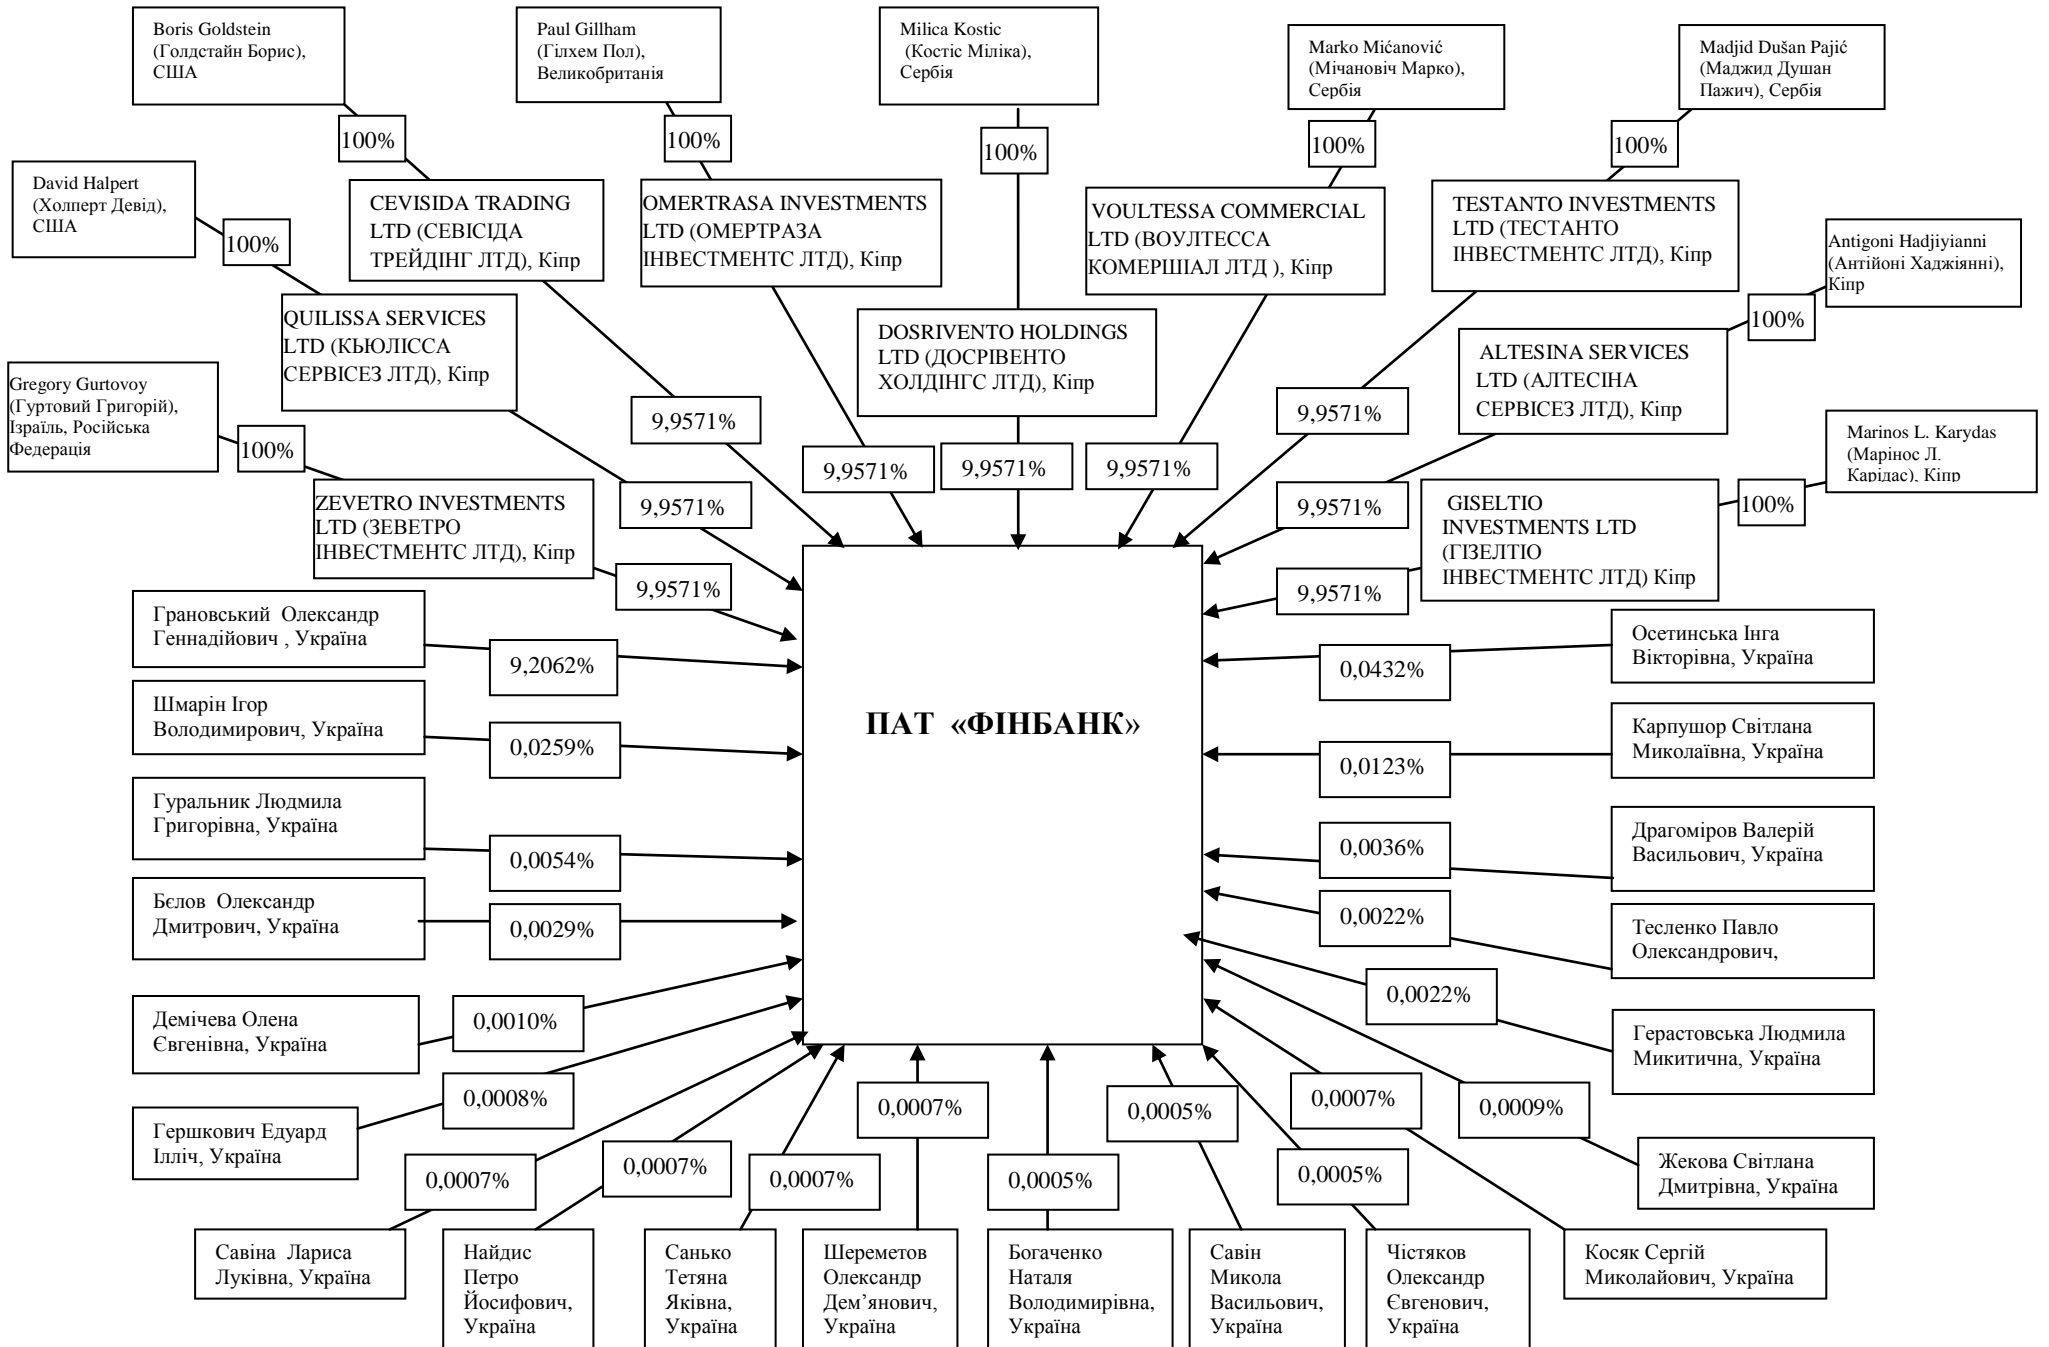 Boris Goldstein
(Голдстайн Борис),
США
Paul Gillham
(Гілхем Пол),
Великобританія
Milica Kostic
(Костіс Міліка),
Сербія
Marko Mićanović
(Мічановіч Марко),
Сербія
Madjid Dušan Pajić
(Маджид Душан
Пажич), Сербія
100%
100%
100%
100%
100%
David Halpert
(Холперт Девід),
США
100%
CEVISIDA TRADING
LTD (СЕВІСІДА
ТРЕЙДІНГ ЛТД), Кіпр
OMERTRASA INVESTMENTS
LTD (ОМЕРТРАЗА
ІНВЕСТМЕНТС ЛТД), Кіпр
VOULTESSA COMMERCIAL
LTD (ВОУЛТЕССА
КОМЕРШІАЛ ЛТД ), Кіпр
TESTANTO INVESTMENTS
LTD (ТЕСТАНТО
ІНВЕСТМЕНТС ЛТД), Кіпр
Antigoni Hadjiyianni
(Антійоні Хаджіянні),
Кіпр
100%
QUILISSA SERVICES
LTD (КЬЮЛІССА
СЕРВІСЕЗ ЛТД), Кіпр
DOSRIVENTO HOLDINGS
LTD (ДОСРІВЕНТО
ХОЛДІНГС ЛТД), Кіпр
ALTESINA SERVICES
LTD (АЛТЕСІНА
СЕРВІСЕЗ ЛТД), Кіпр
Gregory Gurtovoy
(Гуртовий Григорій),
Ізраїль, Російська
Федерація
100%
9,9571%
9,9571%
9,9571%
9,9571%
9,9571%
9,9571%
9,9571%
Marinos L. Karydas
(Марінос Л.
Карідас), Кіпр
100%
ZEVETRO INVESTMENTS
LTD (ЗЕВЕТРО
ІНВЕСТМЕНТС ЛТД), Кіпр
GISELTIO
INVESTMENTS LTD
(ГІЗЕЛТІО
ІНВЕСТМЕНТС ЛТД) Кіпр
9,9571%
9,9571%
Грановський  Олександр
Геннадійович , Україна
9,2062%
Осетинська Інга
Вікторівна, Україна
0,0432%
Шмарін Ігор
Володимирович, Україна
0,0259%
ПАТ  «ФІНБАНК»
Карпушор Світлана
Миколаївна, Україна
0,0123%
Гуральник Людмила
Григорівна, Україна
0,0054%
Драгоміров Валерій
Васильович, Україна
0,0036%
Бєлов  Олександр
Дмитрович, Україна
0,0029%
Тесленко Павло
Олександрович,
0,0022%
Демічева Олена
Євгенівна, Україна
0,0010%
0,0022%
Герастовська Людмила
Микитична, Україна
Гершкович Едуард
Ілліч, Україна
0,0008%
0,0007%
0,0005%
0,0007%
0,0009%
Жекова Світлана
Дмитрівна, Україна
0,0007%
0,0007%
0,0007%
0,0005%
0,0005%
Савіна  Лариса
Луківна, Україна
Найдис
Петро
Йосифович,
Україна
Санько
Тетяна
Яківна,
Україна
Шереметов
Олександр
Дем’янович,
Україна
Богаченко
Наталя
Володимирівна,
Україна
Савін
Микола
Васильович,
Україна
Чістяков
Олександр
Євгенович,
Україна
Косяк Сергій
Миколайович, Україна